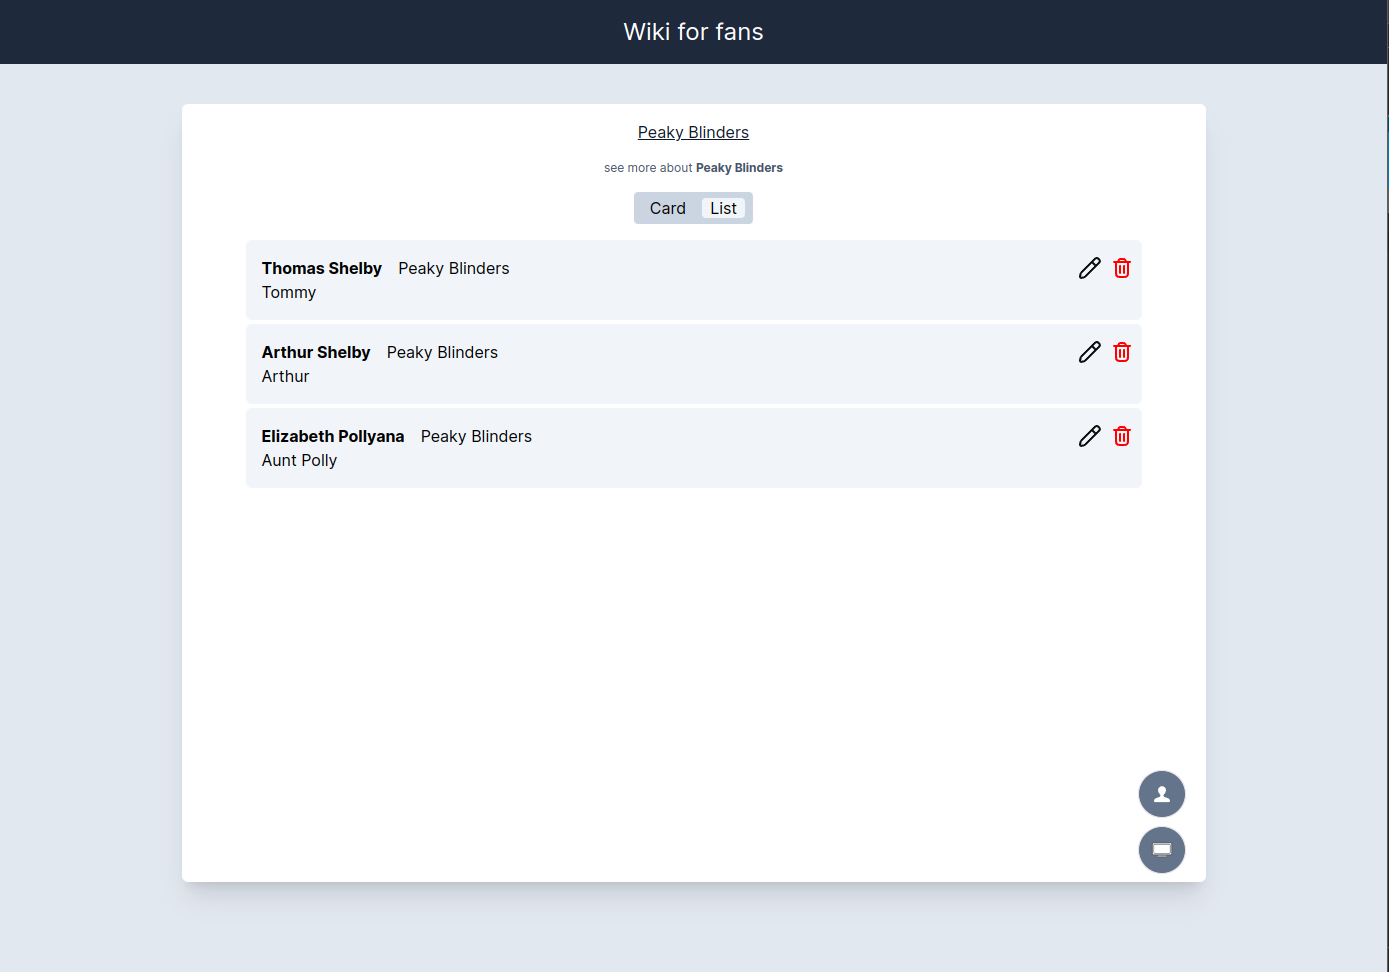 Wiki for fans
Peaky Blinders
see more about Peaky Blinders
Card List
Thomas Shelby Peaky Blinders
Tommy
Arthur Shelby Peaky Blinders
Arthur
Elizabeth Pollyana Peaky Blinders
Aunt Polly